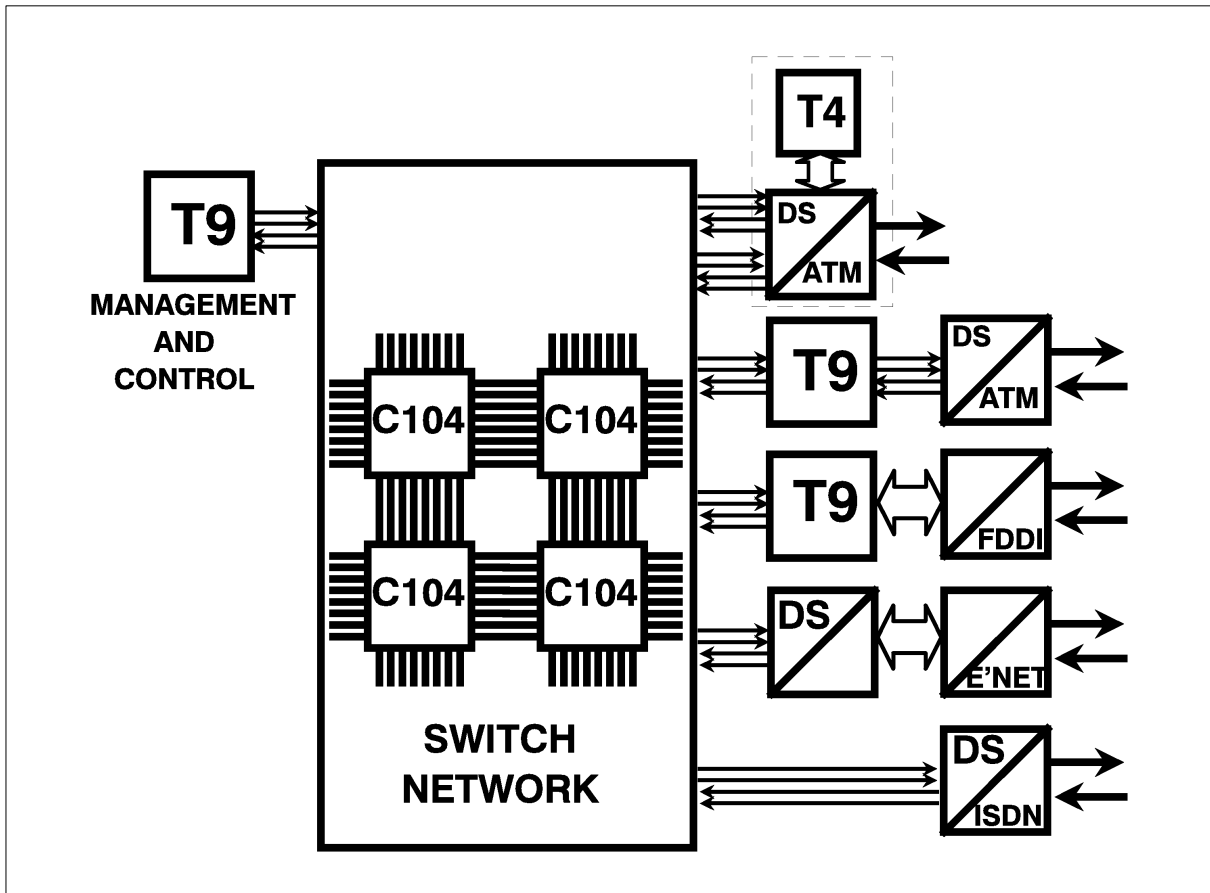 T4
DS
ATM
T9
MANAGEMENT
AND
CONTROL
T9
DS
ATM
C104
C104
T9
FDDI
C104
C104
DS
E'NET
SWITCH
NETWORK
DS
ISDN